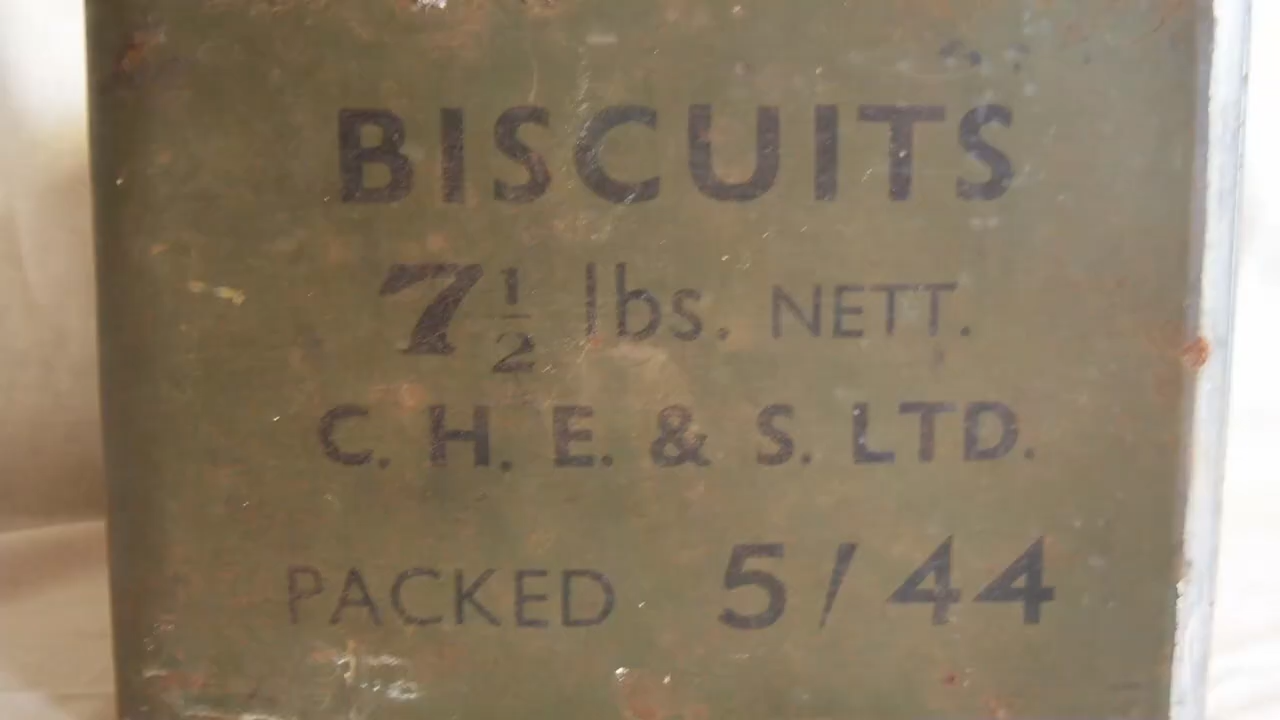 BISCUITS
7½ lbs. NETT.
C. H. E. & S. LTD.
PACKED 5/44